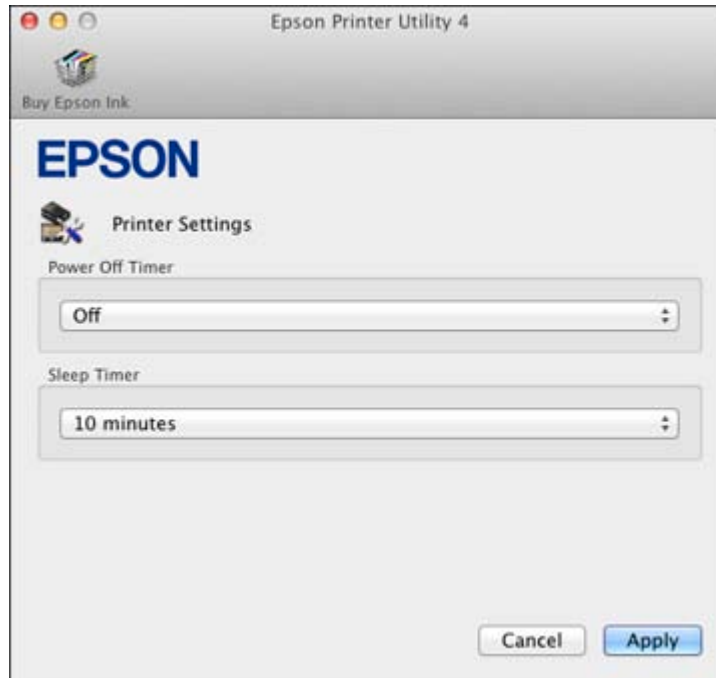 Epson Printer Utility 4
Buy Epson Ink
EPSON
Printer Settings
Power Off Timer
Off
Sleep Timer
10 minutes
Cancel Apply